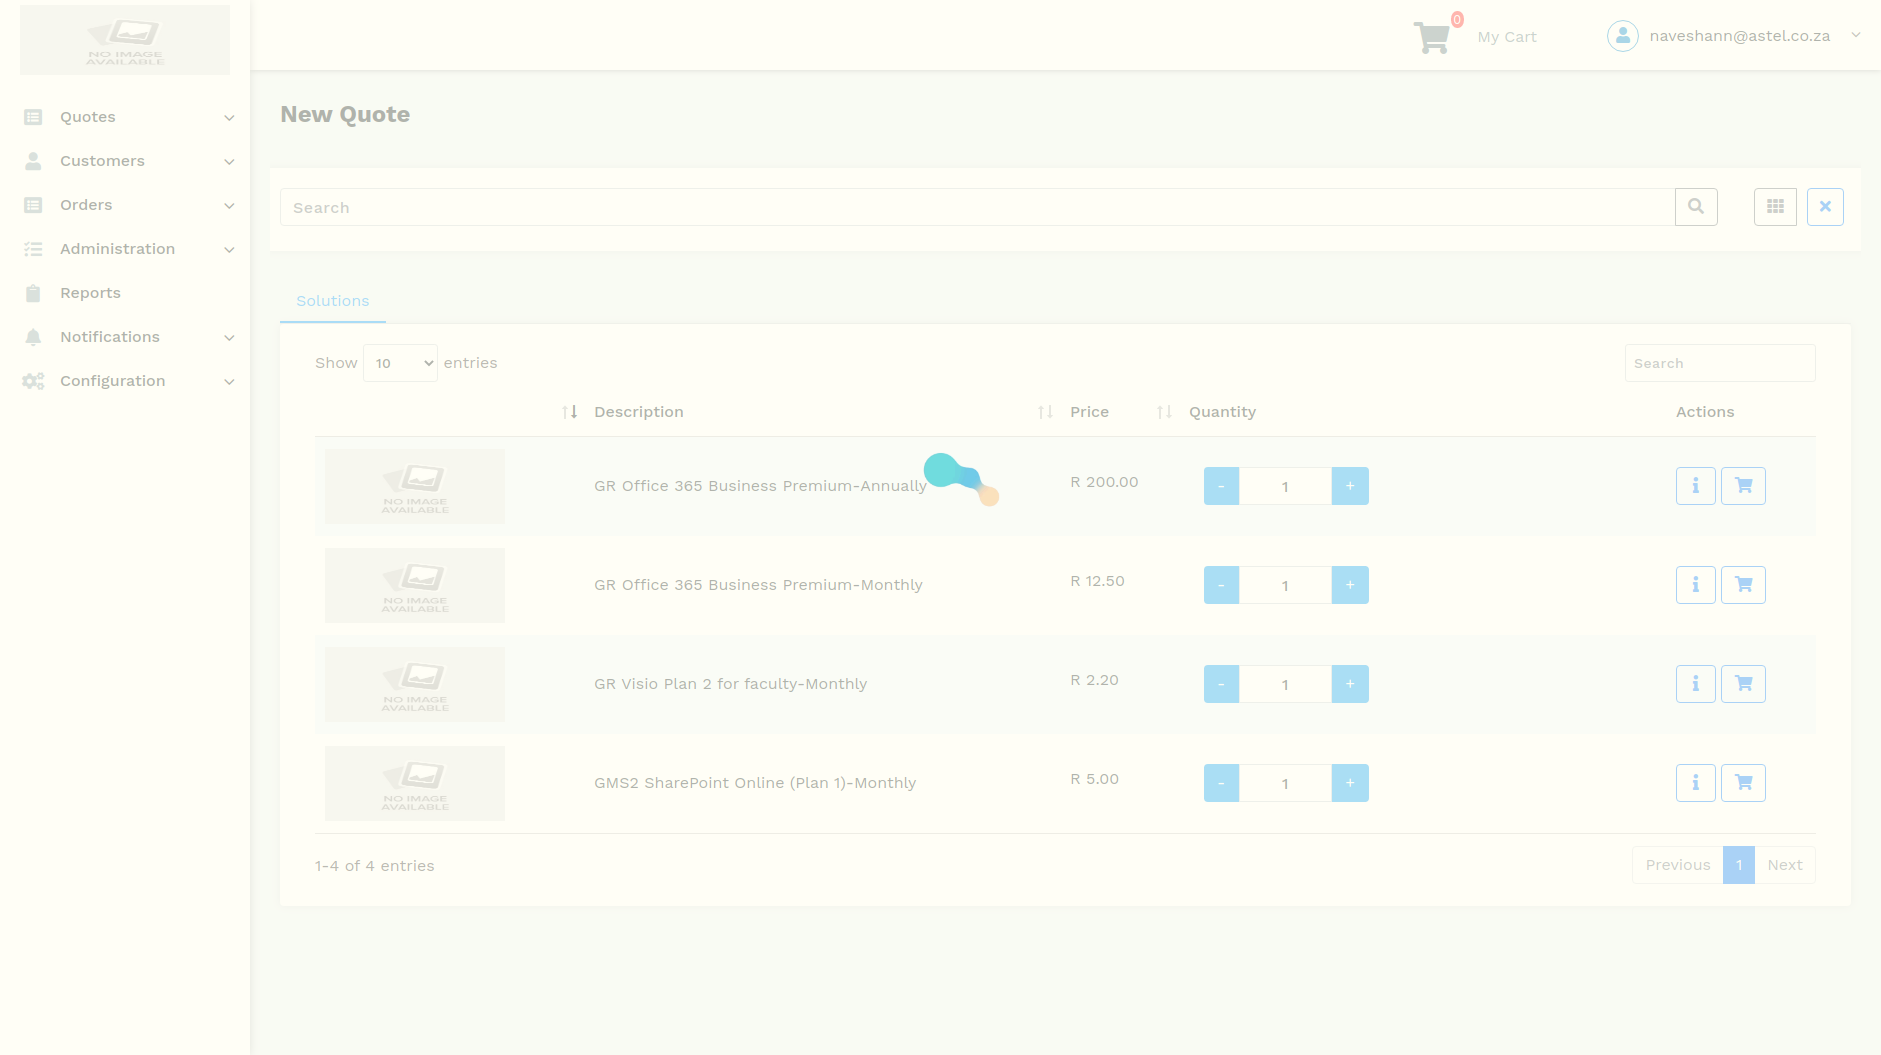 NO IMAGE
AVAILABLE
0
My Cart
naveshann@astel.co.za
Quotes
Customers
Orders
Administration
Reports
Notifications
Configuration
New Quote
Search
Solutions
Show 10 entries
Search
Description Price Quantity Actions
NO IMAGE
AVAILABLE
GR Office 365 Business Premium-Annually R 200.00 - 1 +
NO IMAGE
AVAILABLE
GR Office 365 Business Premium-Monthly R 12.50 - 1 +
NO IMAGE
AVAILABLE
GR Visio Plan 2 for faculty-Monthly R 2.20 - 1 +
NO IMAGE
AVAILABLE
GMS2 SharePoint Online (Plan 1)-Monthly R 5.00 - 1 +
1-4 of 4 entries
Previous 1 Next